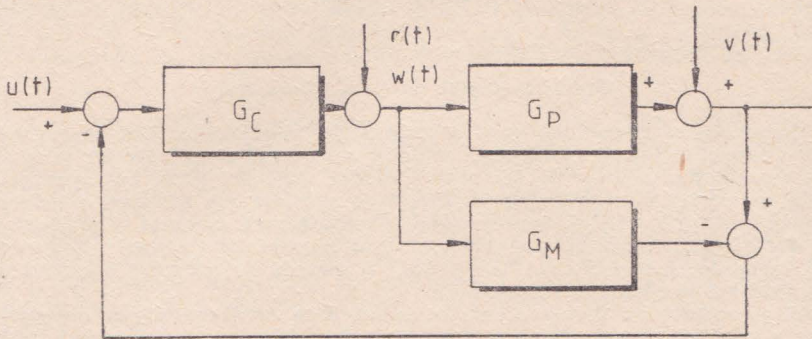 r(t)
v(t)
u(t)
w(t)
+
-
G_C
G_P
+
+
+
-
G_M